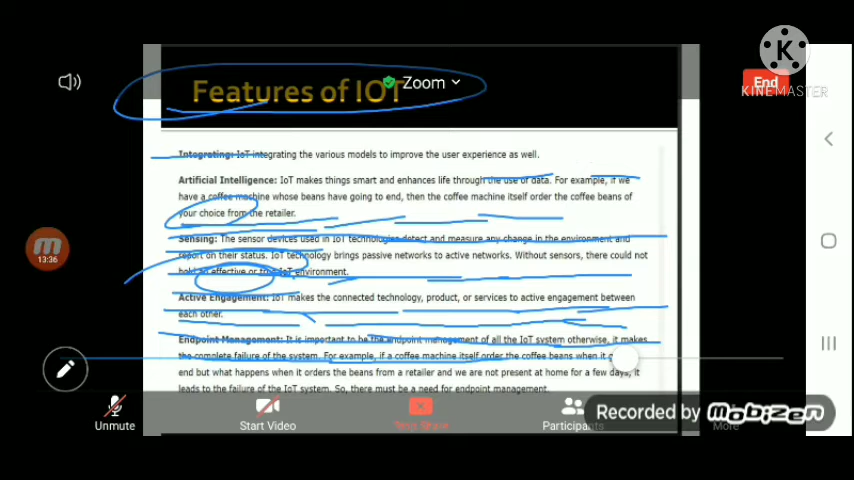 Features of IOT
Zoom
End
KINEMASTER
Integrating: IoT integrating the various models to improve the user experience as well.
Artificial Intelligence: IoT makes things smart and enhances life through the use of data. For example, if we
have a coffee machine whose beans have going to end, then the coffee machine itself order the coffee beans of
your choice from the retailer.
Sensing: The sensor devices used in IoT technologies detect and measure any change in the environment and
report on their status. IoT technology brings passive networks to active networks. Without sensors, there could not
hold an effective or true IoT environment.
13:36
Active Engagement: IoT makes the connected technology, product, or services to active engagement between
each other.
Endpoint Management: It is important to be the endpoint management of all the IoT system otherwise, it makes
the complete failure of the system. For example, if a coffee machine itself order the coffee beans when it
end but what happens when it orders the beans from a retailer and we are not present at home for a few days, it
leads to the failure of the IoT system. So, there must be a need for endpoint management.
Unmute
Start Video
Participants
More
Recorded by mobizen